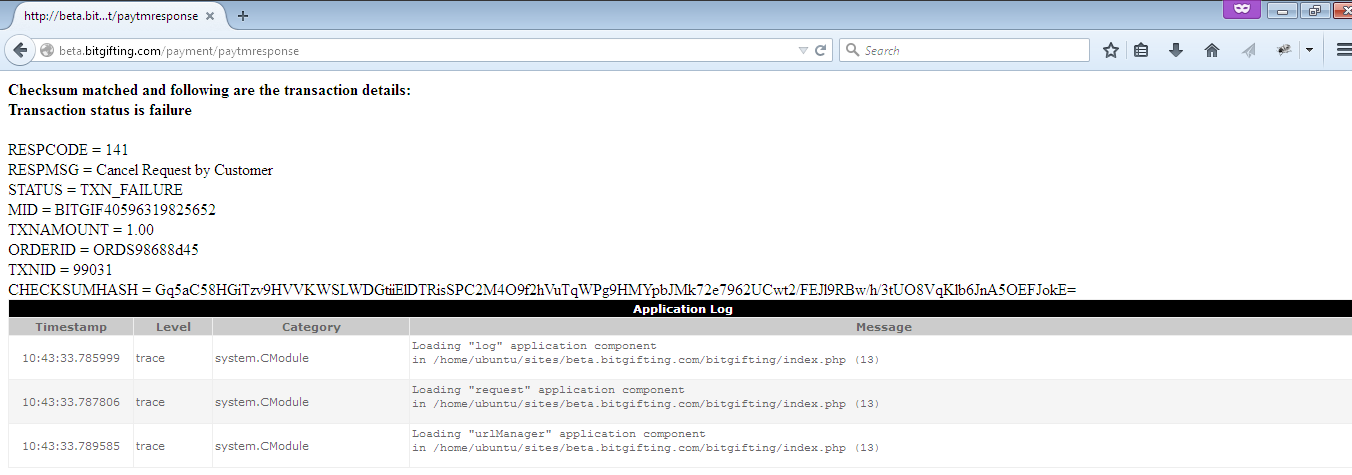 http://beta.bit...t/paytmresponse
beta.bitgifting.com/payment/paytmresponse
Search
Checksum matched and following are the transaction details:
Transaction status is failure
RESPCODE = 141
RESPMSG = Cancel Request by Customer
STATUS = TXN_FAILURE
MID = BITGIF40596319825652
TXNAMOUNT = 1.00
ORDERID = ORDS98688d45
TXNID = 99031
CHECKSUMHASH = Gq5aC58HGiTzv9HVVKWSLWDGtiiElDTRisSPC2M4O9f2hVuTqWPg9HMYpbJMk72e7962UCwt2/FEJl9RBw/h/3tUO8VqKlb6JnA5OEFJokE=
Application Log
Timestamp Level Category Message
10:43:33.785999 trace system.CModule Loading "log" application component
in /home/ubuntu/sites/beta.bitgifting.com/bitgifting/index.php (13)
10:43:33.787806 trace system.CModule Loading "request" application component
in /home/ubuntu/sites/beta.bitgifting.com/bitgifting/index.php (13)
10:43:33.789585 trace system.CModule Loading "urlManager" application component
in /home/ubuntu/sites/beta.bitgifting.com/bitgifting/index.php (13)